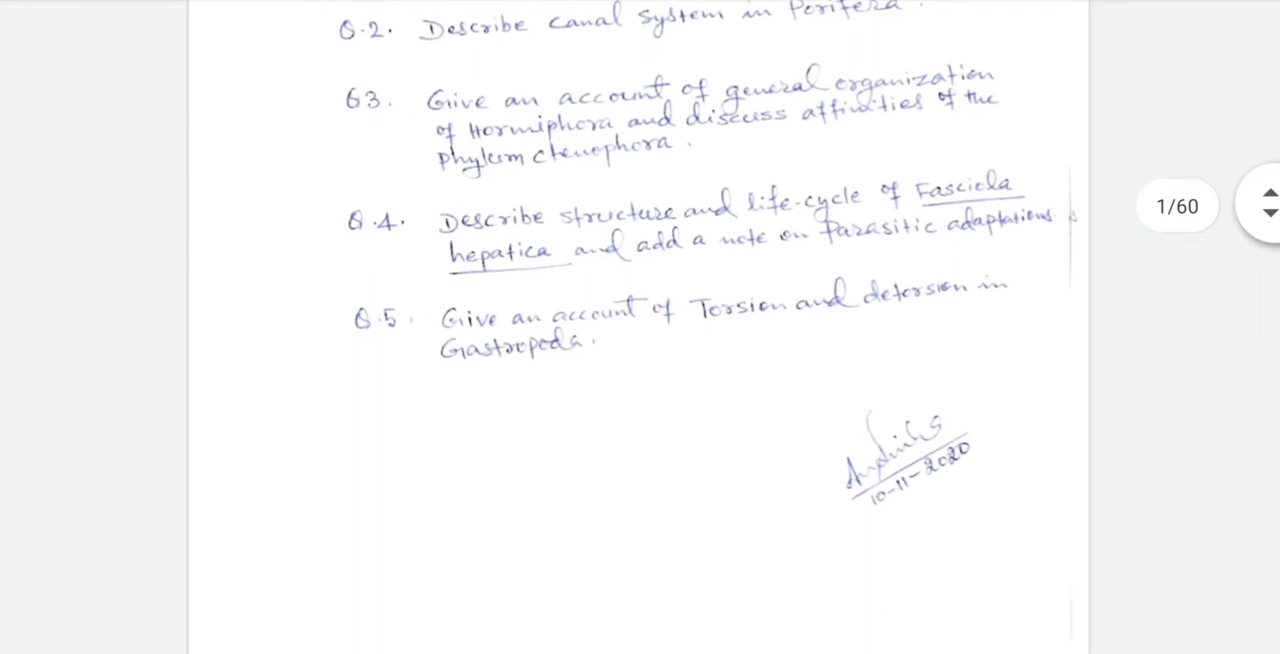 Q.2. Describe canal system in Porifera.
Q3. Give an account of general organization
of Hormiphora and discuss affinities of the
phylum ctenophora.
1/60
Q.4. Describe structure and life-cycle of Fasciola
hepatica and add a note on Parasitic adaptations.
Q.5. Give an account of Torsion and detorsion in
Gastropoda.
10-11-2020